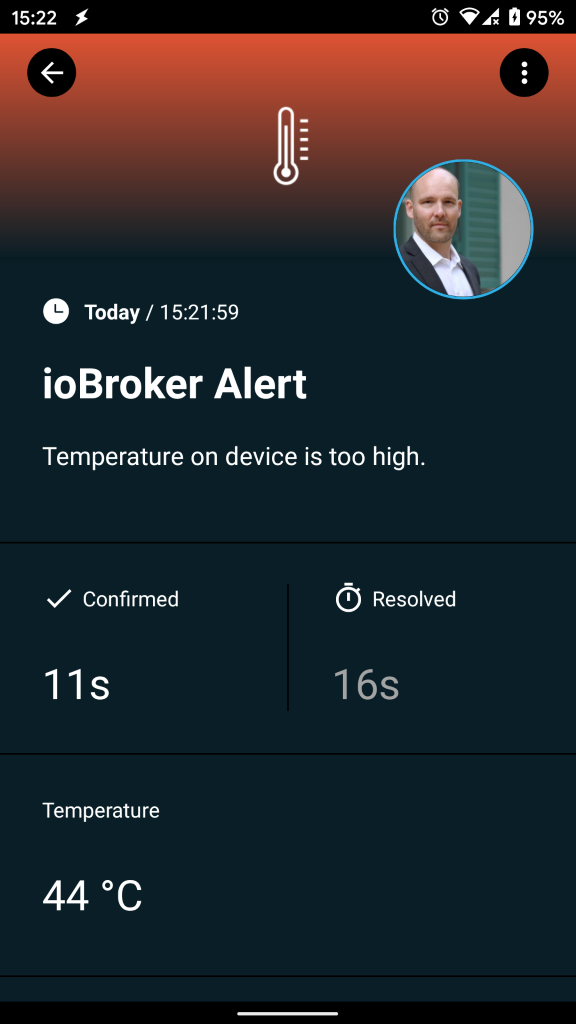 15:22 95%
Today / 15:21:59
ioBroker Alert
Temperature on device is too high.
Confirmed Resolved
11s 16s
Temperature
44 °C